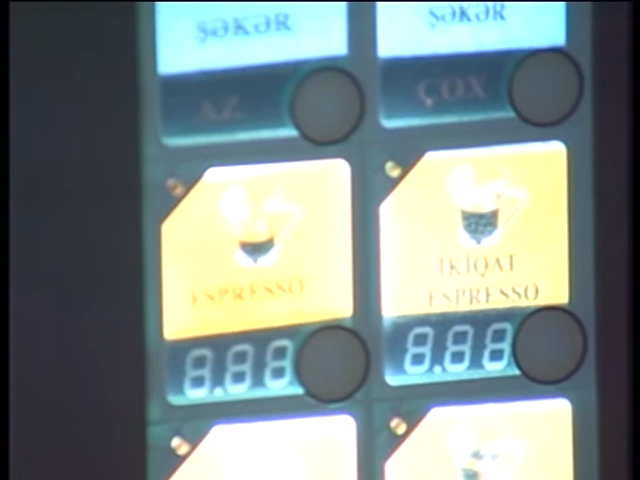 ŞƏKƏR
ŞƏKƏR
AZ
ÇOX
ESPRESSO
İKİQAT
ESPRESSO
8.88
8.88